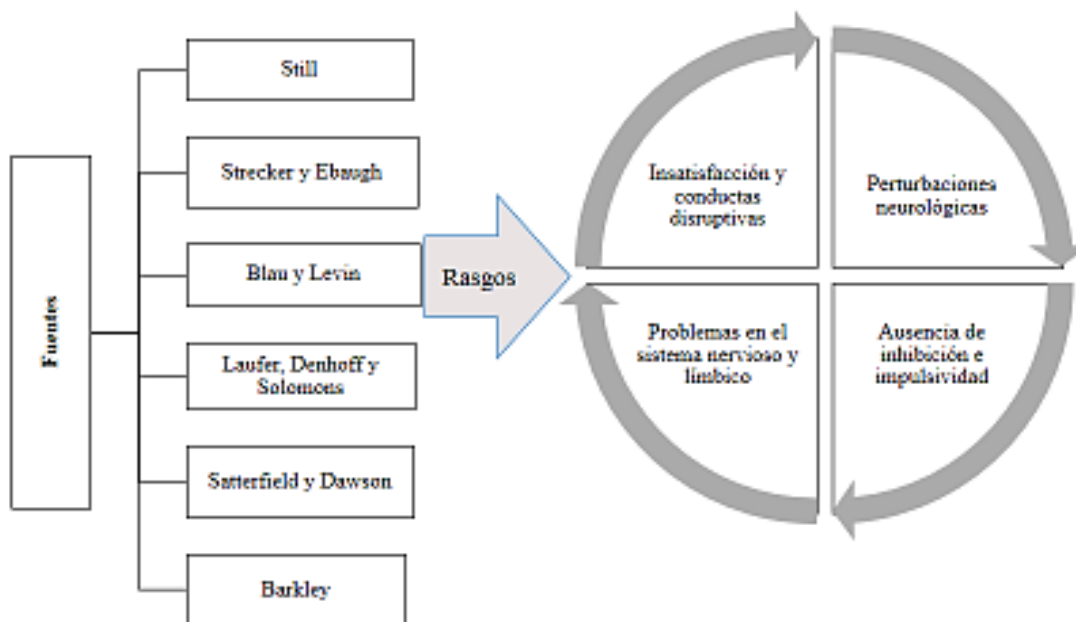 Fuentes
Still
Strecker y Ebaugh
Blau y Levin
Laufer, Denhoff y
Solomons
Satterfield y Dawson
Barkley
Rasgos
Insatisfacción y
conductas
disruptivas
Perturbaciones
neurológicas
Problemas en el
sistema nervioso y
límbico
Ausencia de
inhibición e
impulsividad